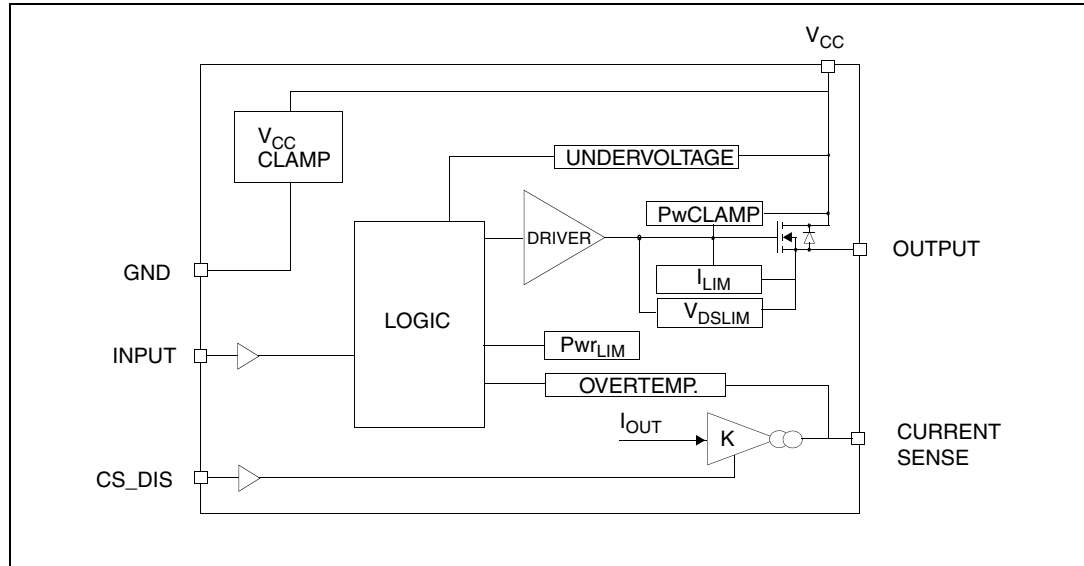 VCC
VCC
CLAMP
UNDERVOLTAGE
PwCLAMP
DRIVER
OUTPUT
GND
ILIM
LOGIC
VDSLIM
INPUT
PwrLIM
OVERTEMP.
IOUT
K
CURRENT
SENSE
CS_DIS